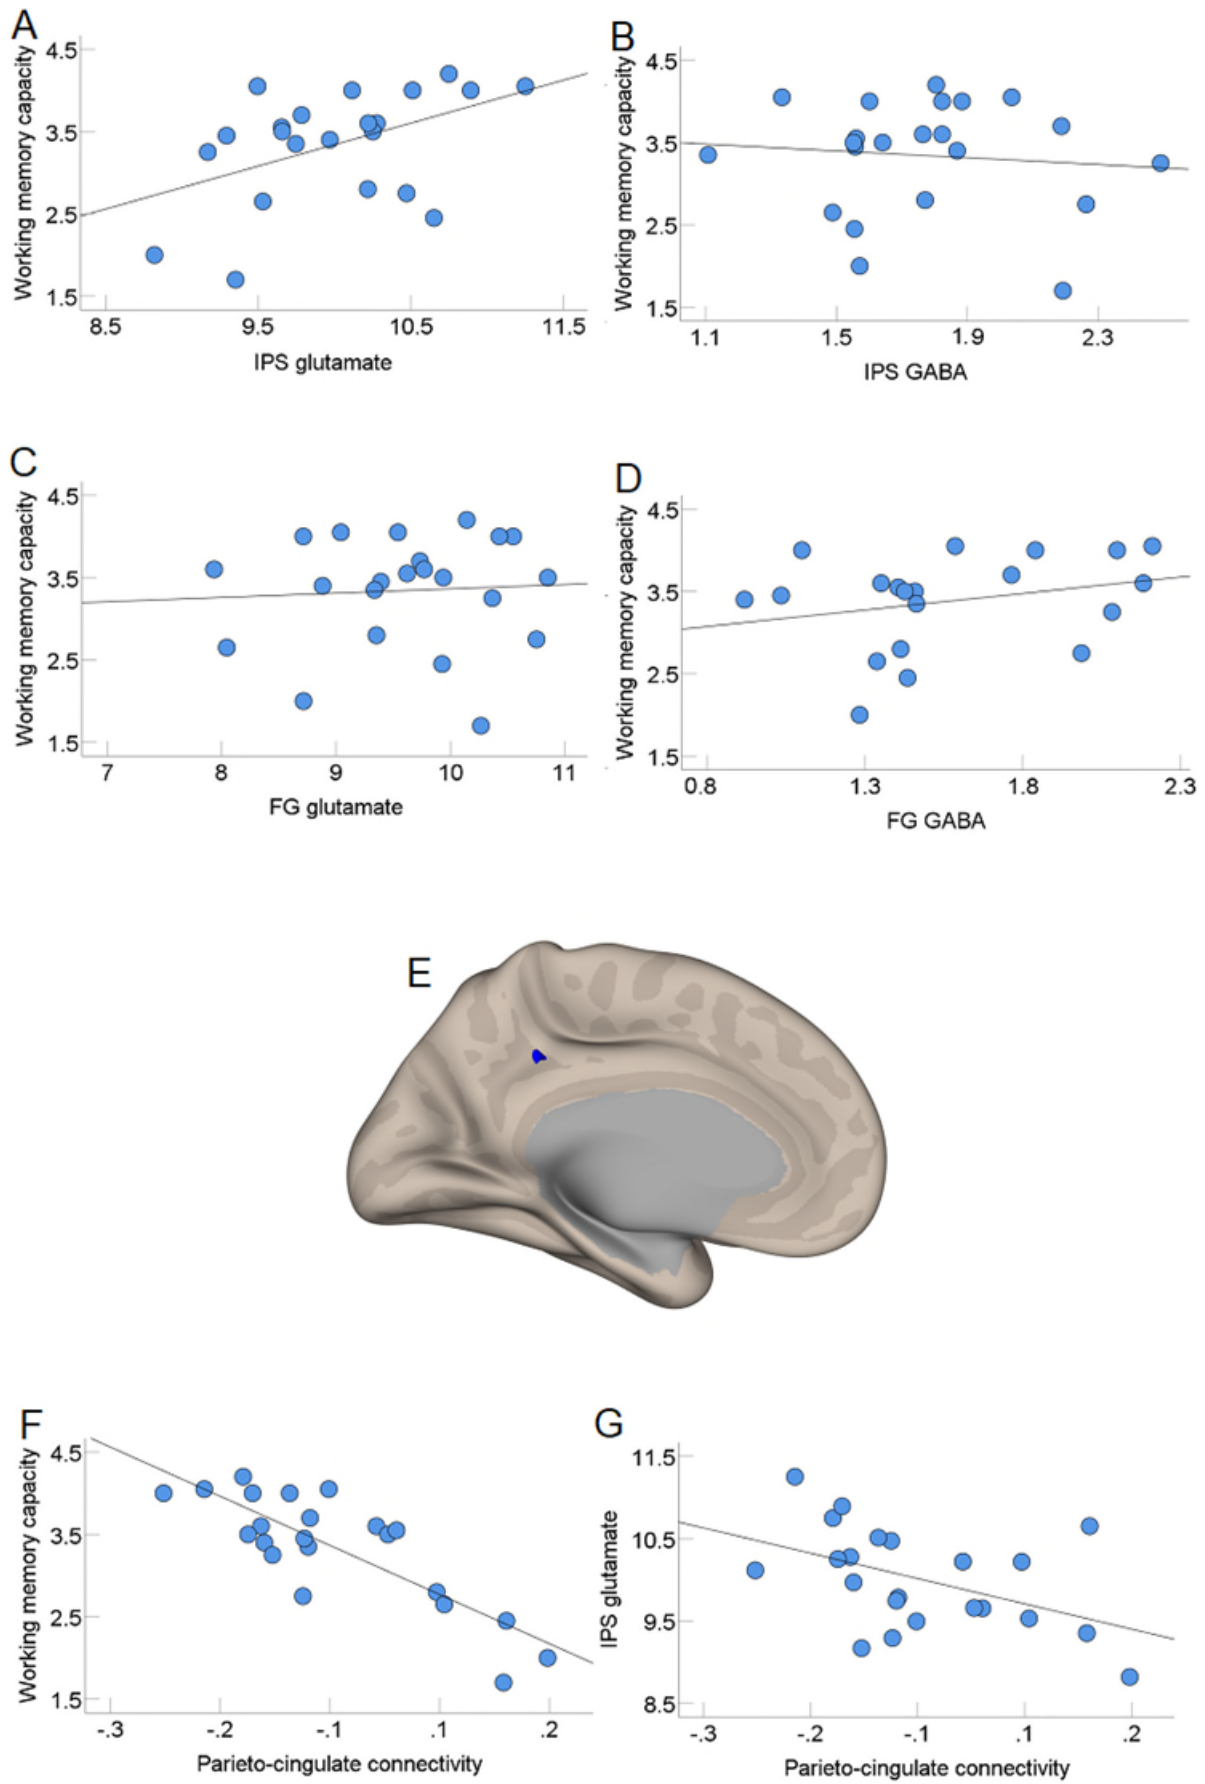 A
Working memory capacity
4.5
3.5
2.5
1.5
8.5 9.5 10.5 11.5
IPS glutamate
B
Working memory capacity
4.5
3.5
2.5
1.5
1.1 1.5 1.9 2.3
IPS GABA
C
Working memory capacity
4.5
3.5
2.5
1.5
7 8 9 10 11
FG glutamate
D
Working memory capacity
4.5
3.5
2.5
1.5
0.8 1.3 1.8 2.3
FG GABA
E
F
Working memory capacity
4.5
3.5
2.5
1.5
-.3 -.2 -.1 .1 .2
Parieto-cingulate connectivity
G
IPS glutamate
11.5
10.5
9.5
8.5
-.3 -.2 -.1 .1 .2
Parieto-cingulate connectivity